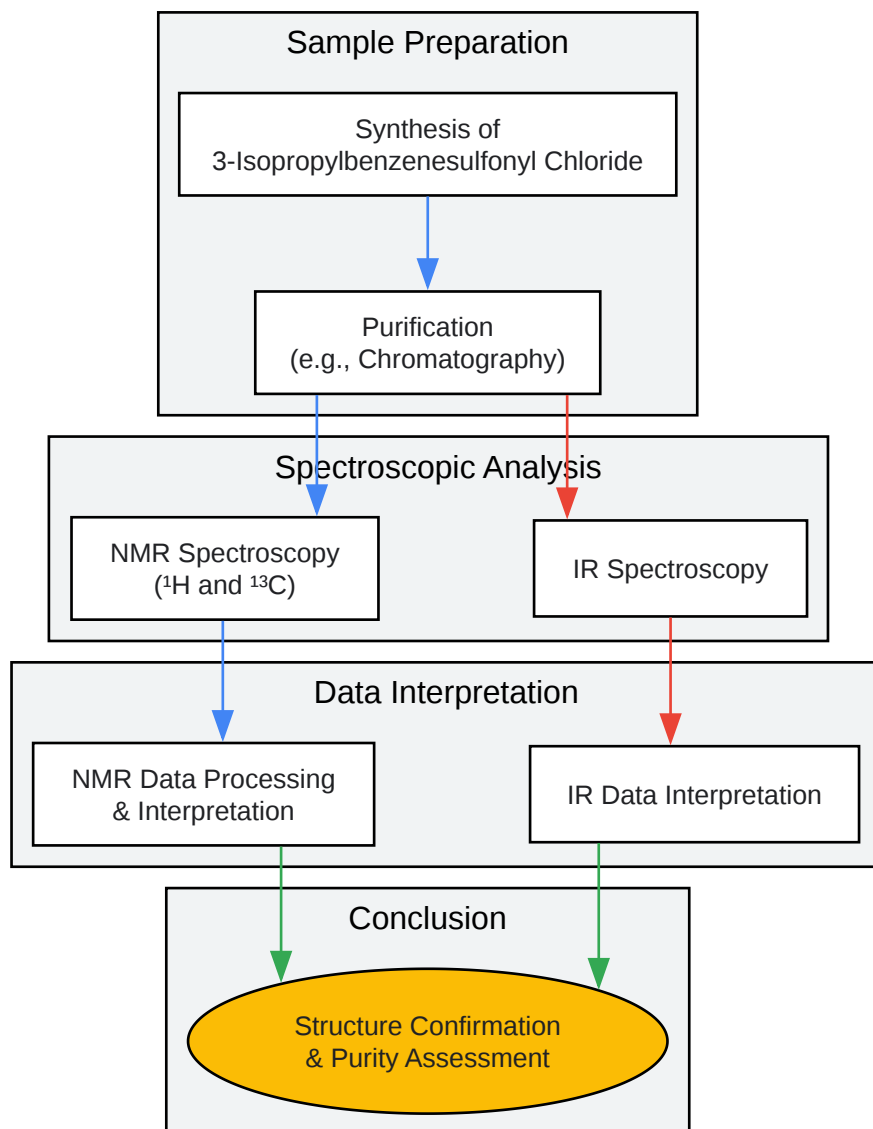 Sample Preparation
Synthesis of
3-Isopropylbenzenesulfonyl Chloride
Purification
(e.g., Chromatography)
Spectroscopic Analysis
NMR Spectroscopy
(¹H and ¹³C)
IR Spectroscopy
Data Interpretation
NMR Data Processing
& Interpretation
IR Data Interpretation
Conclusion
Structure Confirmation
& Purity Assessment